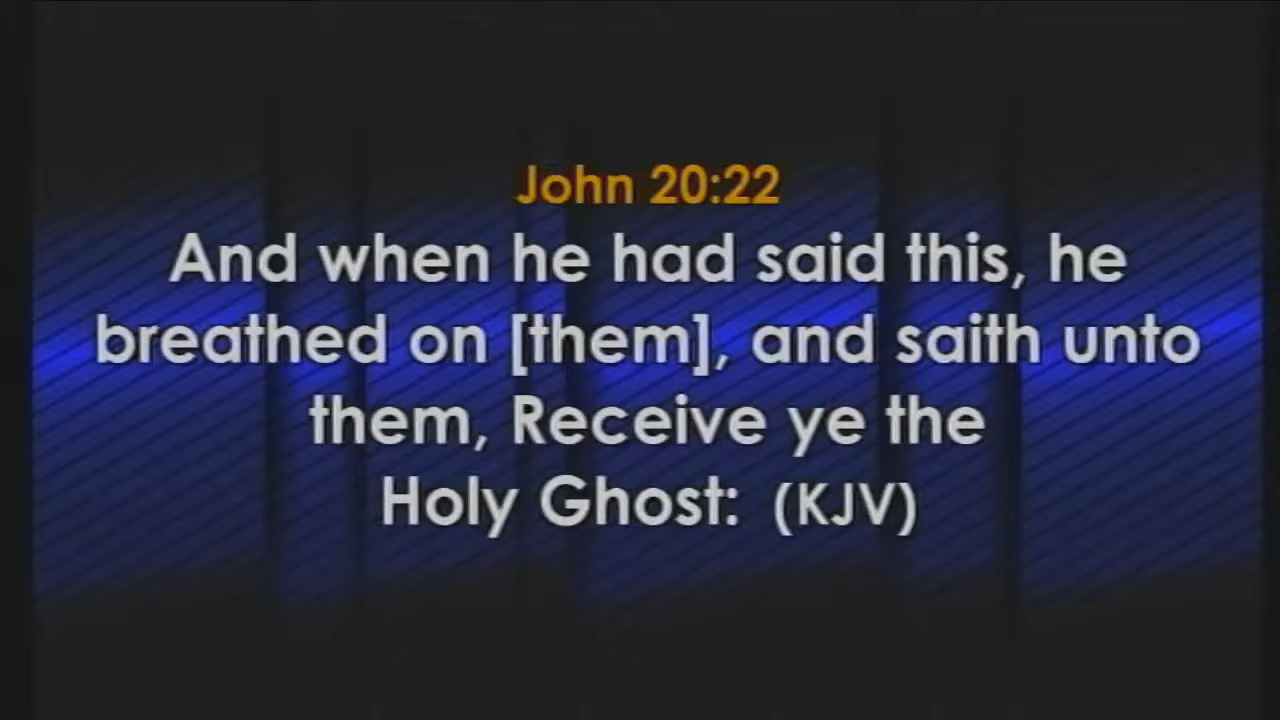 John 20:22
And when he had said this, he
breathed on [them], and saith unto
them, Receive ye the
Holy Ghost: (KJV)